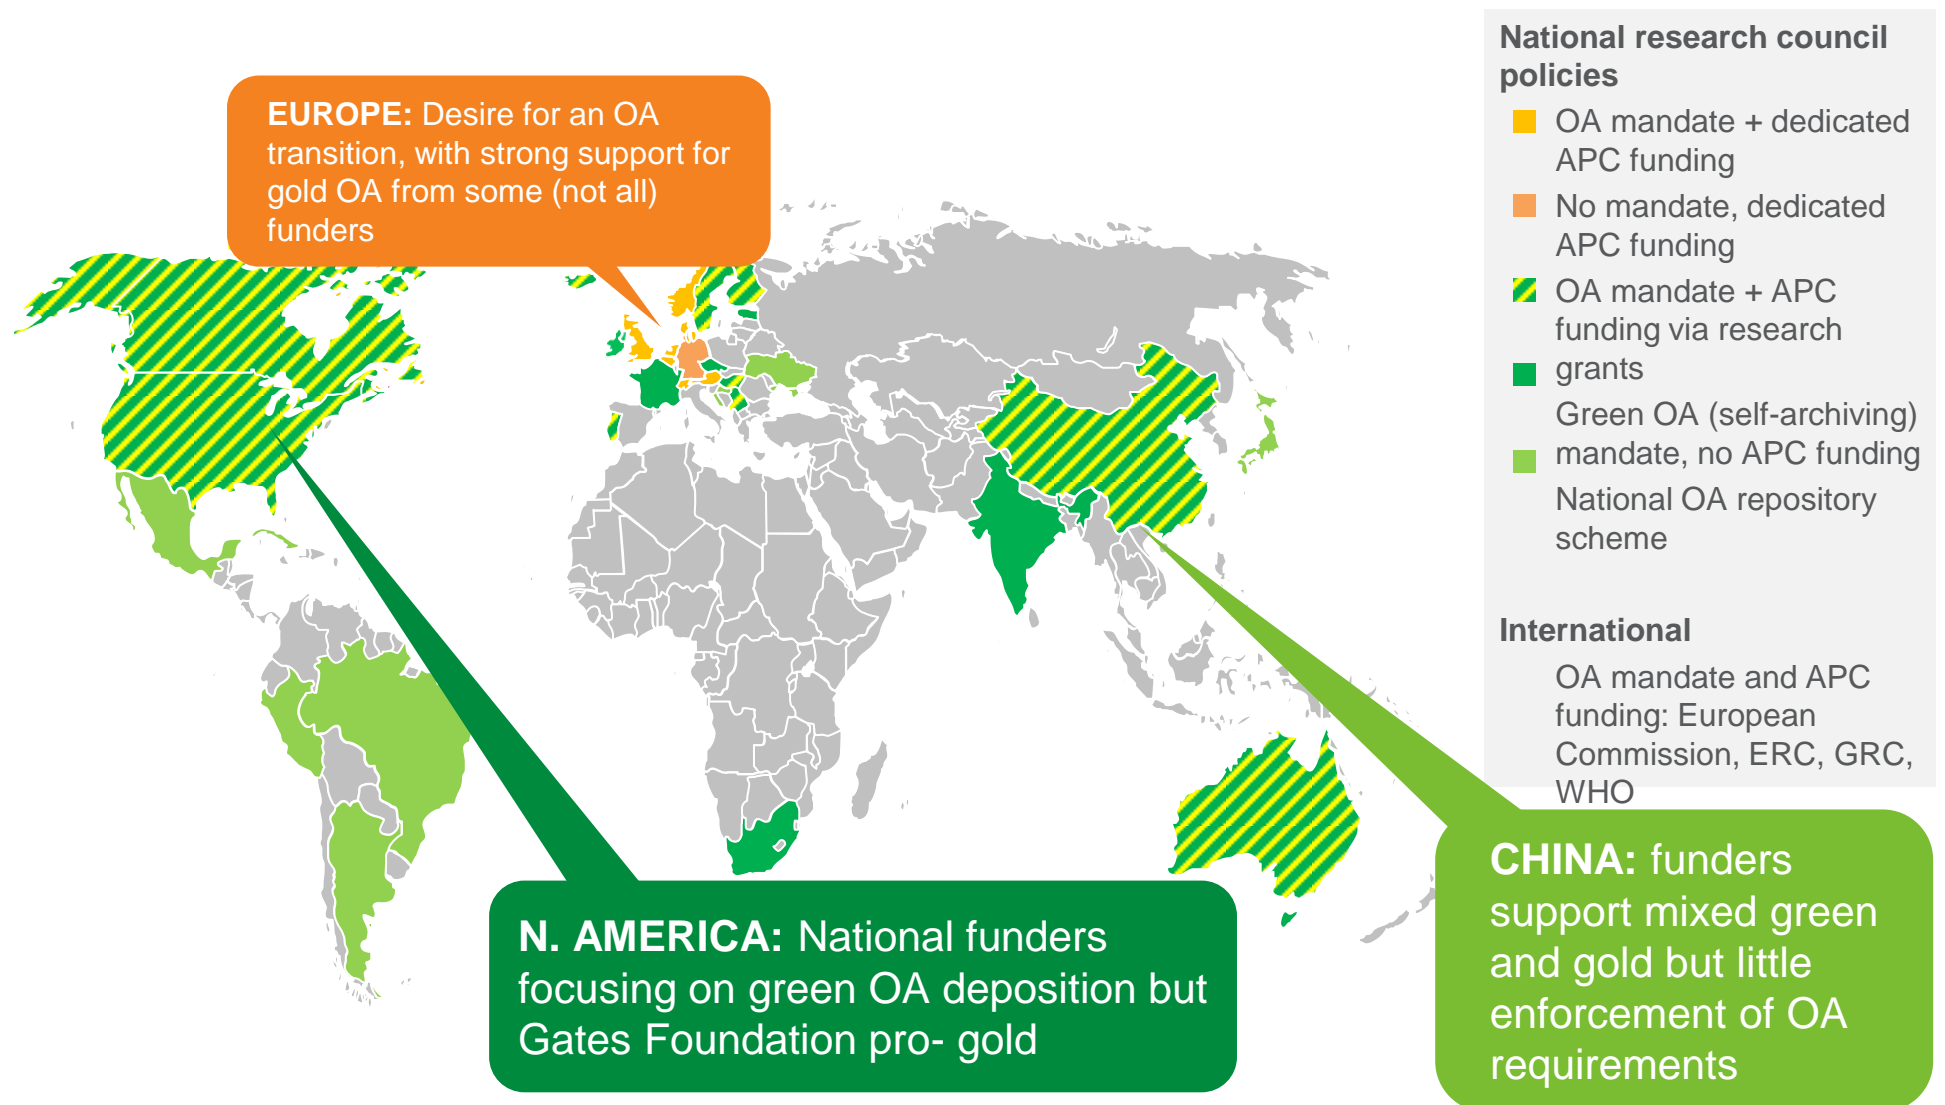 EUROPE: Desire for an OA
transition, with strong support for
gold OA from some (not all)
funders
National research council
policies
OA mandate + dedicated
APC funding
No mandate, dedicated
APC funding
OA mandate + APC
funding via research
grants
Green OA (self-archiving)
mandate, no APC funding
National OA repository
scheme
International
OA mandate and APC
funding: European
Commission, ERC, GRC,
WHO
N. AMERICA: National funders
focusing on green OA deposition but
Gates Foundation pro- gold
CHINA: funders
support mixed green
and gold but little
enforcement of OA
requirements